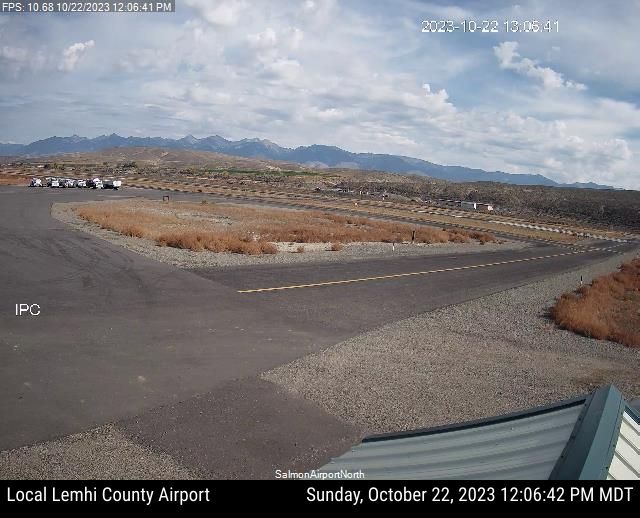 FPS: 10.68 10/22/2023 12:06:41 PM
2023-10-22 13:06:41
IPC
SalmonAirportNorth
Local Lemhi County Airport
Sunday, October 22, 2023 12:06:42 PM MDT